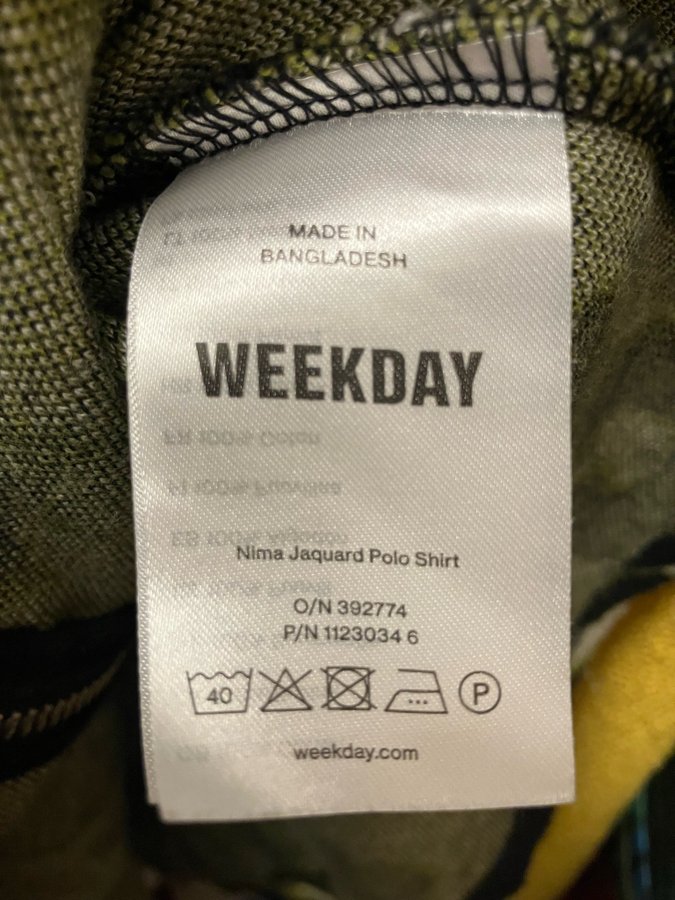 MADE IN
BANGLADESH
WEEKDAY
Nima Jaquard Polo Shirt
O/N 392774
P/N 1123034 6
40 P
weekday.com